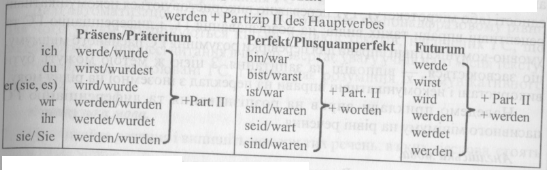 werden + Partizip II des Hauptverbes
Präsens/Präteritum Perfekt/Plusquamperfekt Futurum
ich werde/wurde bin/war werde
du wirst/wurdest bist/warst wirst
er (sie, es) wird/wurde +Part. II ist/war + Part. II wird + Part. II
wir werden/wurden sind/waren + worden werden + werden
ihr werdet/wurdet seid/wart werdet
sie/ Sie werden/wurden sind/waren werden